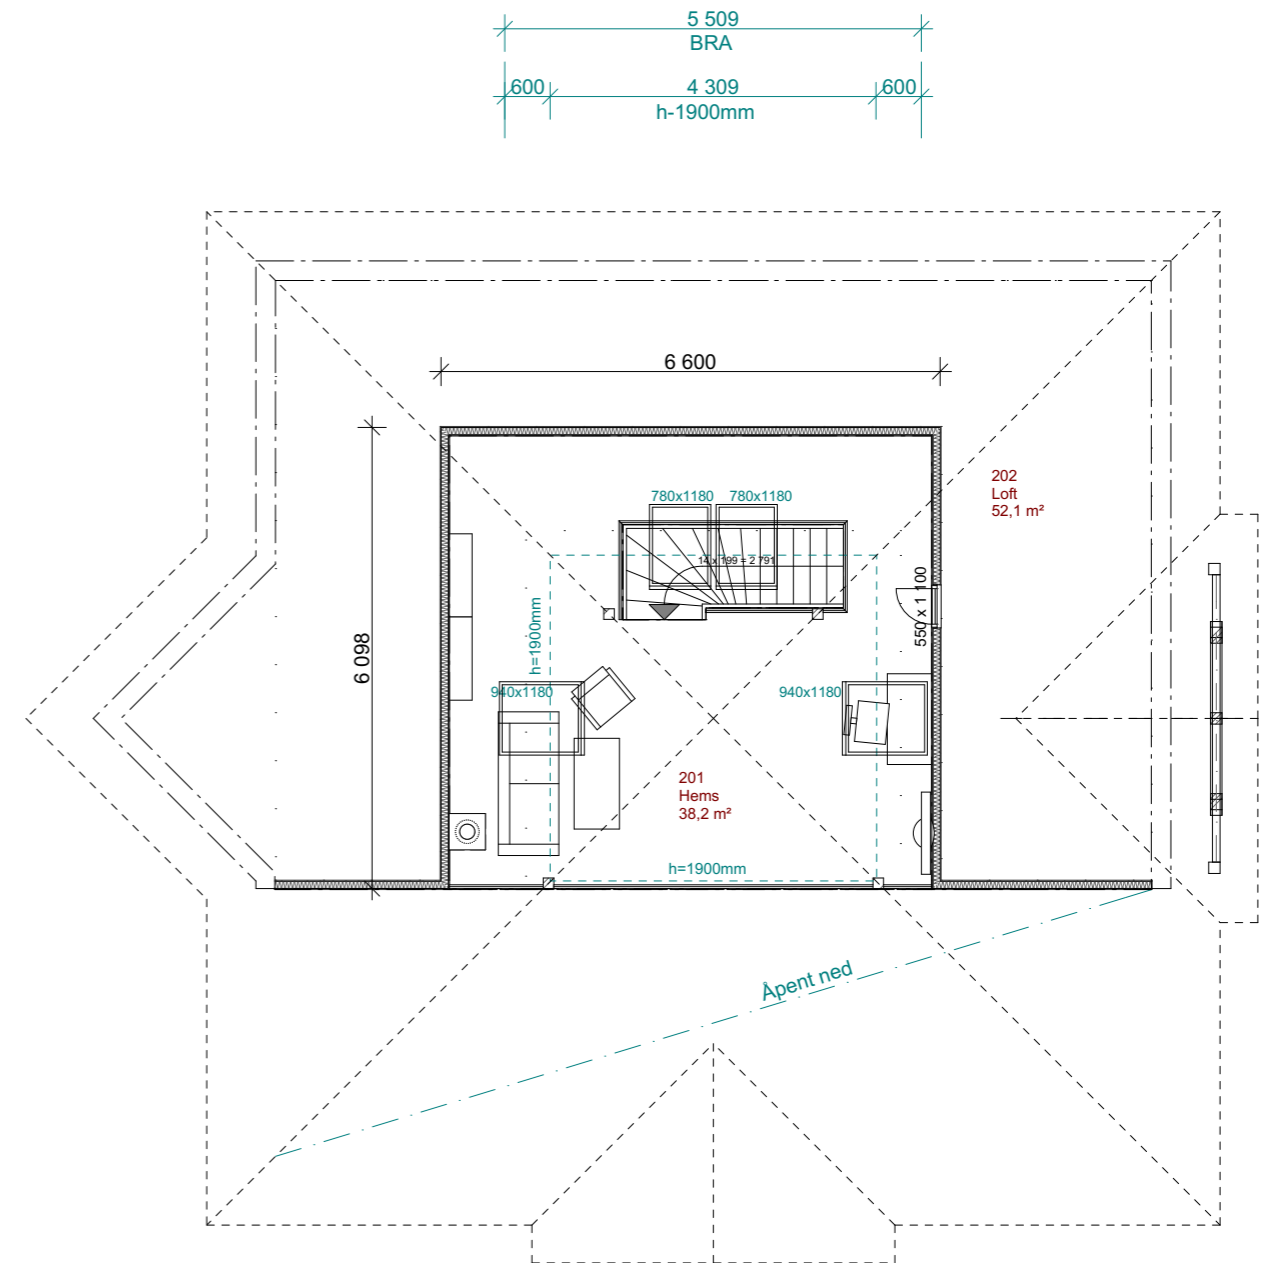 5 509
BRA
600
4 309
600
h-1900mm
6 600
202
Loft
52,1 m²
780x1180
780x1180
14 x 199 = 2 791
550 x 1 100
h=1900mm
6 098
940x1180
940x1180
201
Hems
38,2 m²
h=1900mm
Åpent ned